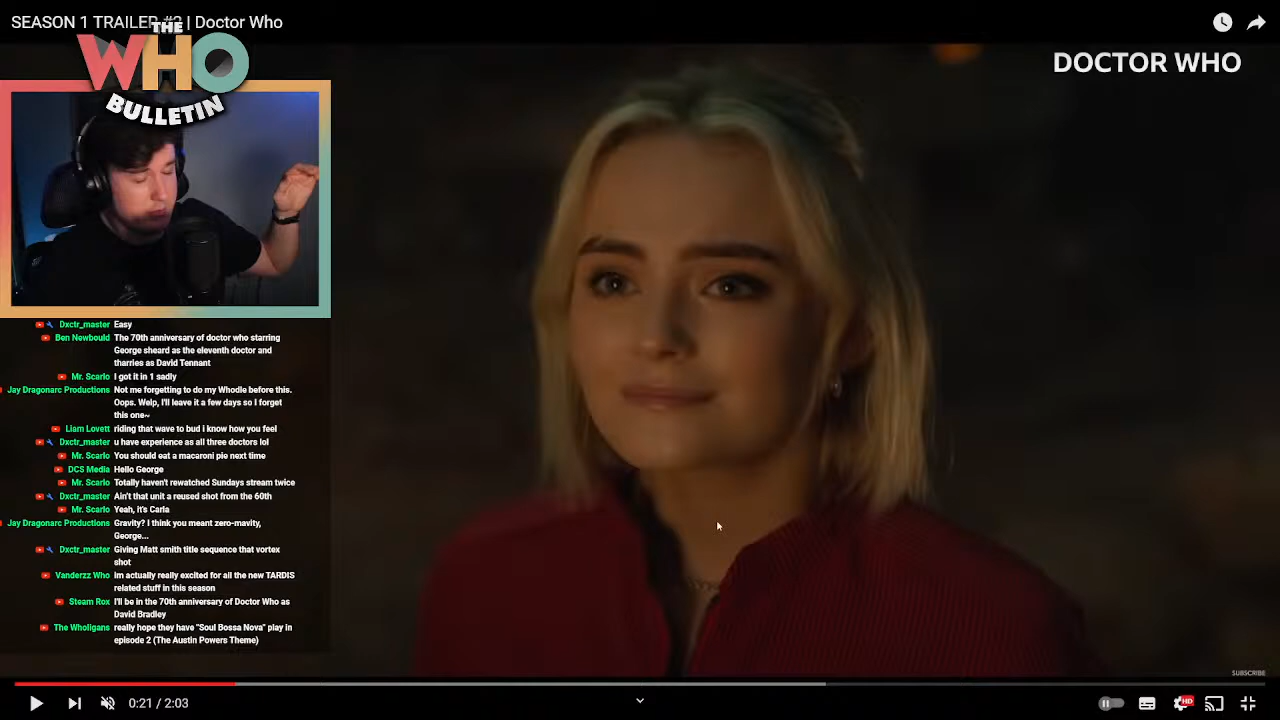 SEASON 1 TRAILER #2 | Doctor Who
THE
WHO
BULLETIN
DOCTOR WHO
Dxctr_master Easy
Ben Newbould The 70th anniversary of doctor who starring
George sheard as the eleventh doctor and
tharries as David Tennant
Mr. Scarlo I got it in 1 sadly
Jay Dragonarc Productions Not me forgetting to do my Whodle before this.
Oops. Welp, I'll leave it a few days so I forget
this one~
Liam Lovett riding that wave to bud i know how you feel
Dxctr_master u have experience as all three doctors lol
Mr. Scarlo You should eat a macaroni pie next time
DCS Media Hello George
Mr. Scarlo Totally haven't rewatched Sundays stream twice
Dxctr_master Ain't that unit a reused shot from the 60th
Mr. Scarlo Yeah, it's Carla
Jay Dragonarc Productions Gravity? I think you meant zero-mavity,
George...
Dxctr_master Giving Matt smith title sequence that vortex
shot
Vanderzz Who im actually really excited for all the new TARDIS
related stuff in this season
Steam Rox I'll be in the 70th anniversary of Doctor Who as
David Bradley
The Wholigans really hope they have "Soul Bossa Nova" play in
episode 2 (The Austin Powers Theme)
SUBSCRIBE
0:21 / 2:03
HD